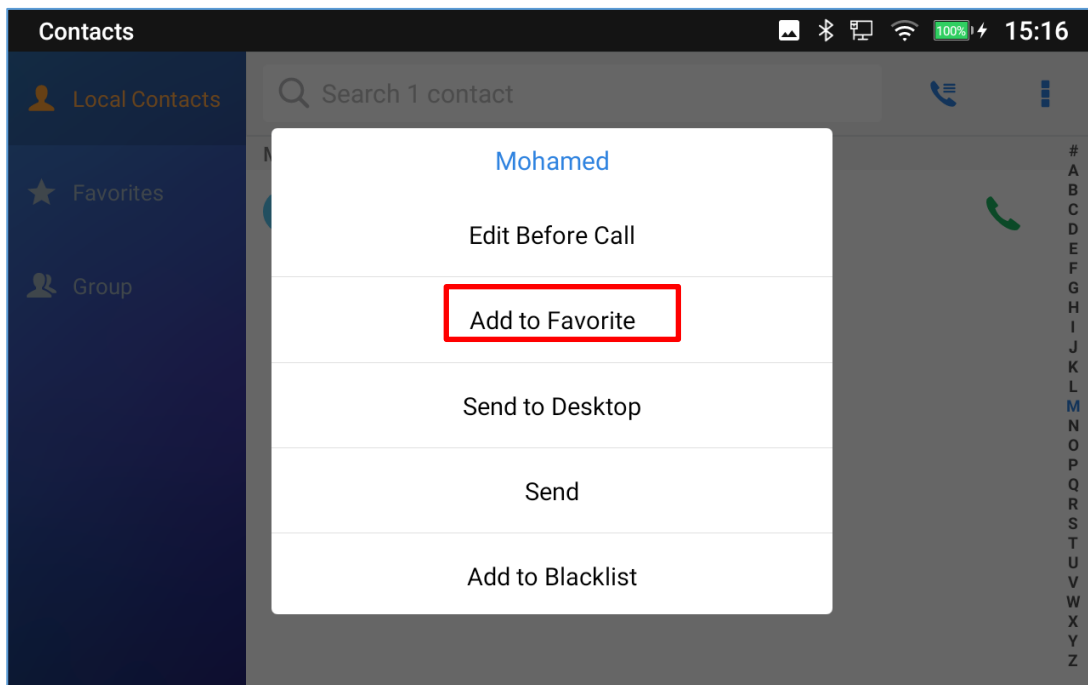 Contacts
100%
15:16
Local Contacts
Search 1 contact
Favorites
Group
M
Mohamed
Edit Before Call
Add to Favorite
Send to Desktop
Send
Add to Blacklist
#
A
B
C
D
E
F
G
H
I
J
K
L
M
N
O
P
Q
R
S
T
U
V
W
X
Y
Z